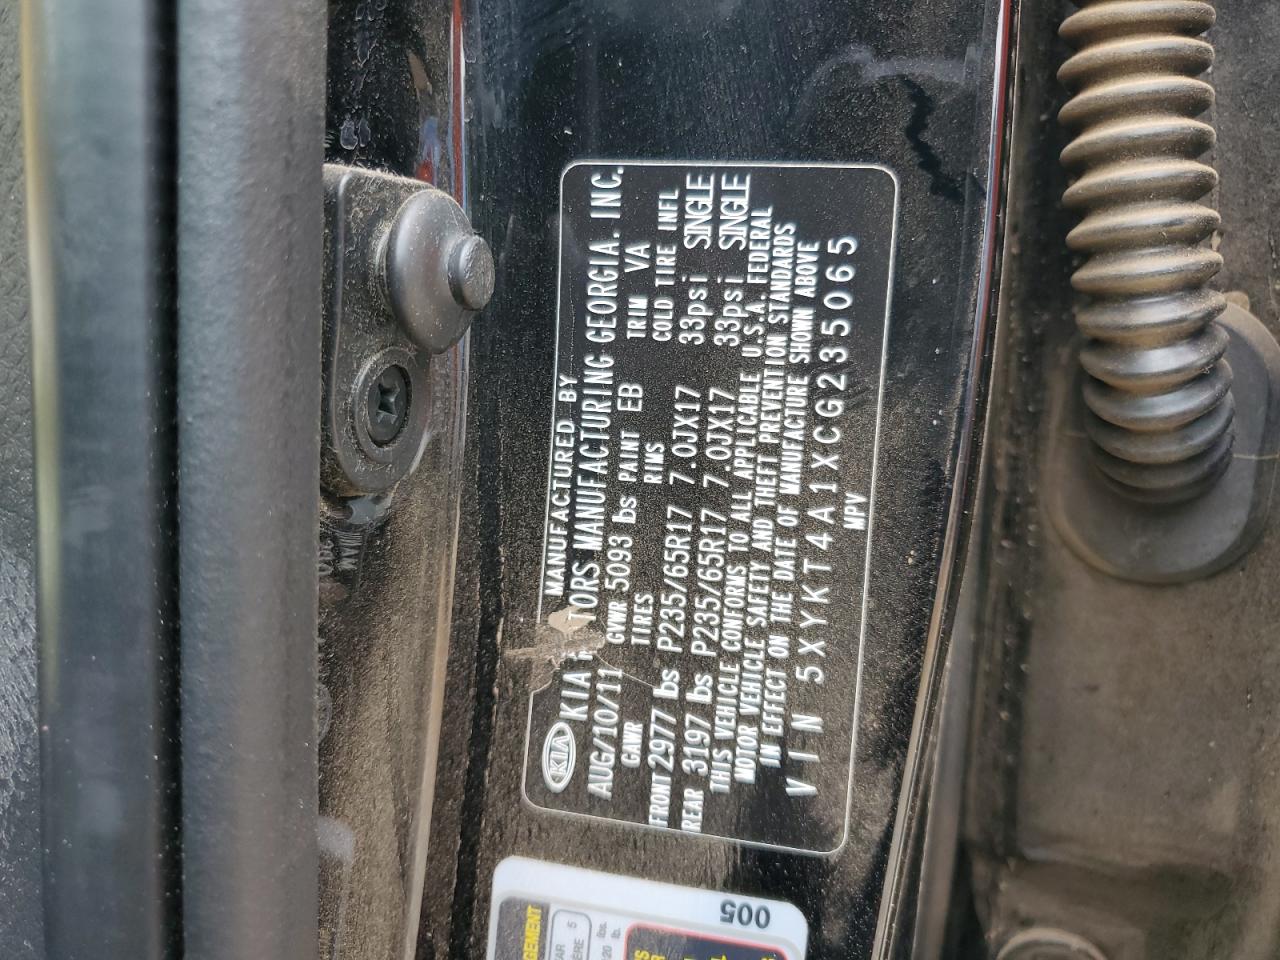 MANUFACTURED BY
KIA TORS MANUFACTURING GEORGIA. INC.
AUG/10/11 GVWR 5093 lbs PAINT EB TRIM VA
GAWR TIRES RIMS COLD TIRE INFL
FRONT 2977 lbs P235/65R17 7.0JX17 33psi SINGLE
REAR 3197 lbs P235/65R17 7.0JX17 33psi SINGLE
THIS VEHICLE CONFORMS TO ALL APPLICABLE U.S.A. FEDERAL
MOTOR VEHICLE SAFETY AND THEFT PREVENTION STANDARDS
IN EFFECT ON THE DATE OF MANUFACTURE SHOWN ABOVE
VIN 5XYKT4A1XCG235065
MPV
005